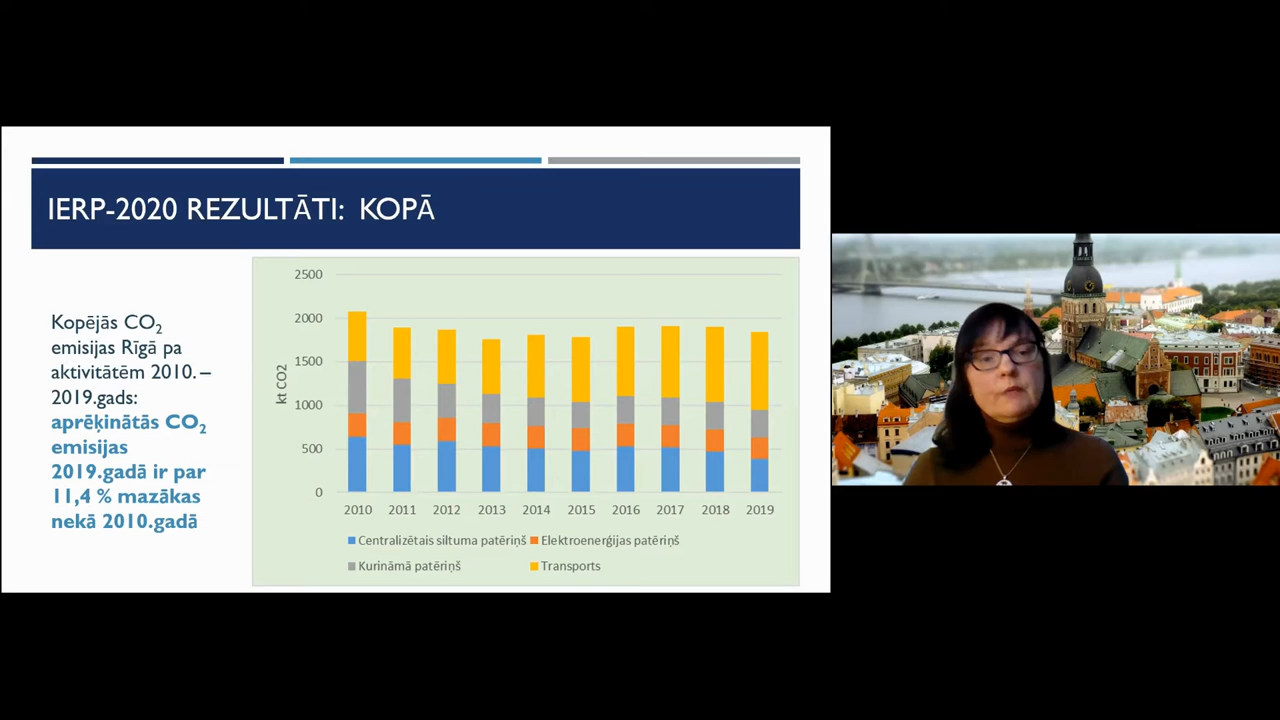 IERP-2020 REZULTĀTI: KOPĀ
Kopējās CO2
emisijas Rīgā pa
aktivitātēm 2010. –
2019.gads:
aprēķinātās CO2
emisijas
2019.gadā ir par
11,4 % mazākas
nekā 2010.gadā
kt CO2
2500
2000
1500
1000
500
0
2010 2011 2012 2013 2014 2015 2016 2017 2018 2019
Centralizētais siltuma patēriņš Elektroenerģijas patēriņš
Kurināmā patēriņš Transports